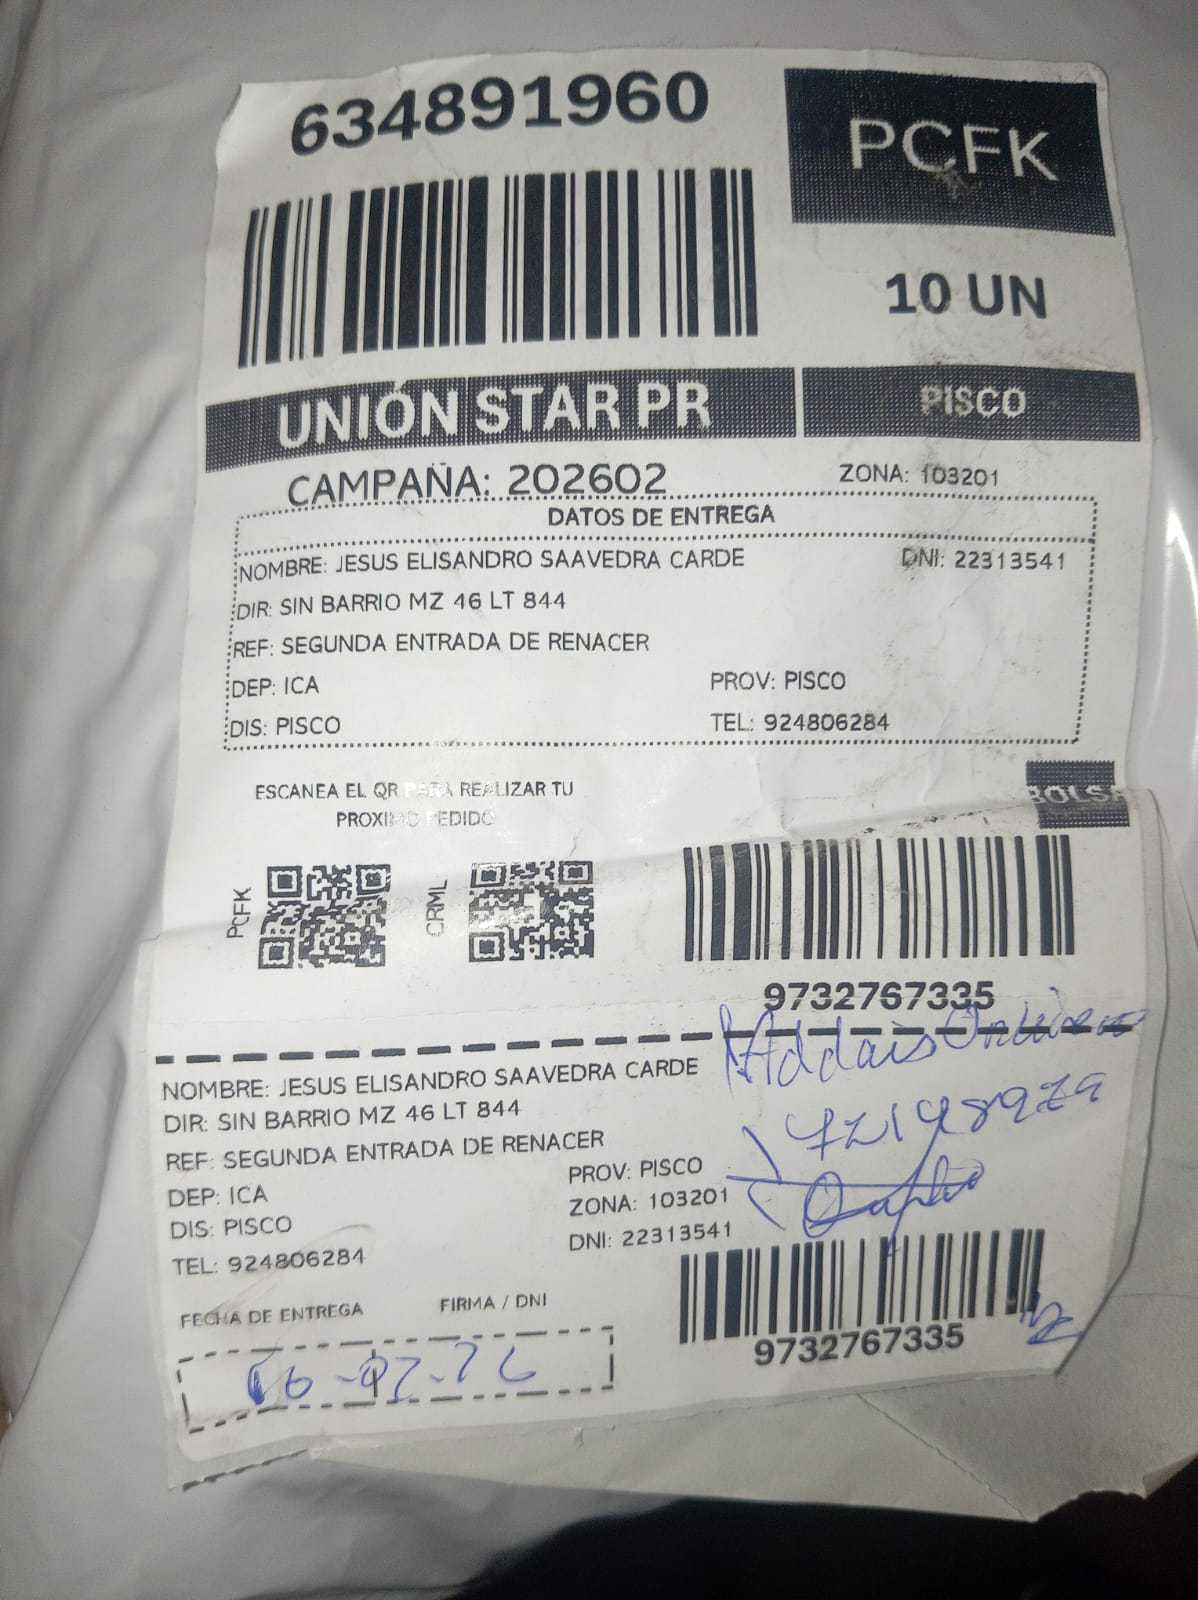 634891960
PCFK
10 UN
UNIÓN STAR PR
PISCO
CAMPAÑA: 202602
ZONA: 103201
DATOS DE ENTREGA
NOMBRE: JESUS ELISANDRO SAAVEDRA CARDE DNI: 22313541
DIR: SIN BARRIO MZ 46 LT 844
REF: SEGUNDA ENTRADA DE RENACER
DEP: ICA PROV: PISCO
DIS: PISCO TEL: 924806284
ESCANEA EL QR PARA REALIZAR TU
PROXIMO PEDIDO
BOLSA
PCFK
CRML
9732767335
NOMBRE: JESUS ELISANDRO SAAVEDRA CARDE
DIR: SIN BARRIO MZ 46 LT 844
REF: SEGUNDA ENTRADA DE RENACER
DEP: ICA PROV: PISCO
DIS: PISCO ZONA: 103201
TEL: 924806284 DNI: 22313541
FECHA DE ENTREGA FIRMA / DNI
9732767335